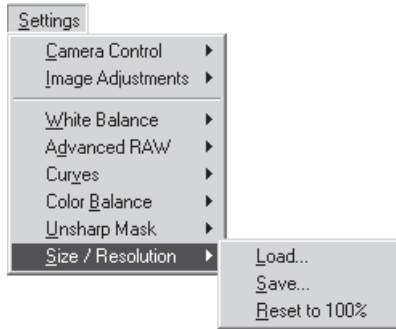 Settings
Camera Control
Image Adjustments
White Balance
Advanced RAW
Curves
Color Balance
Unsharp Mask
Size / Resolution
Load...
Save...
Reset to 100%